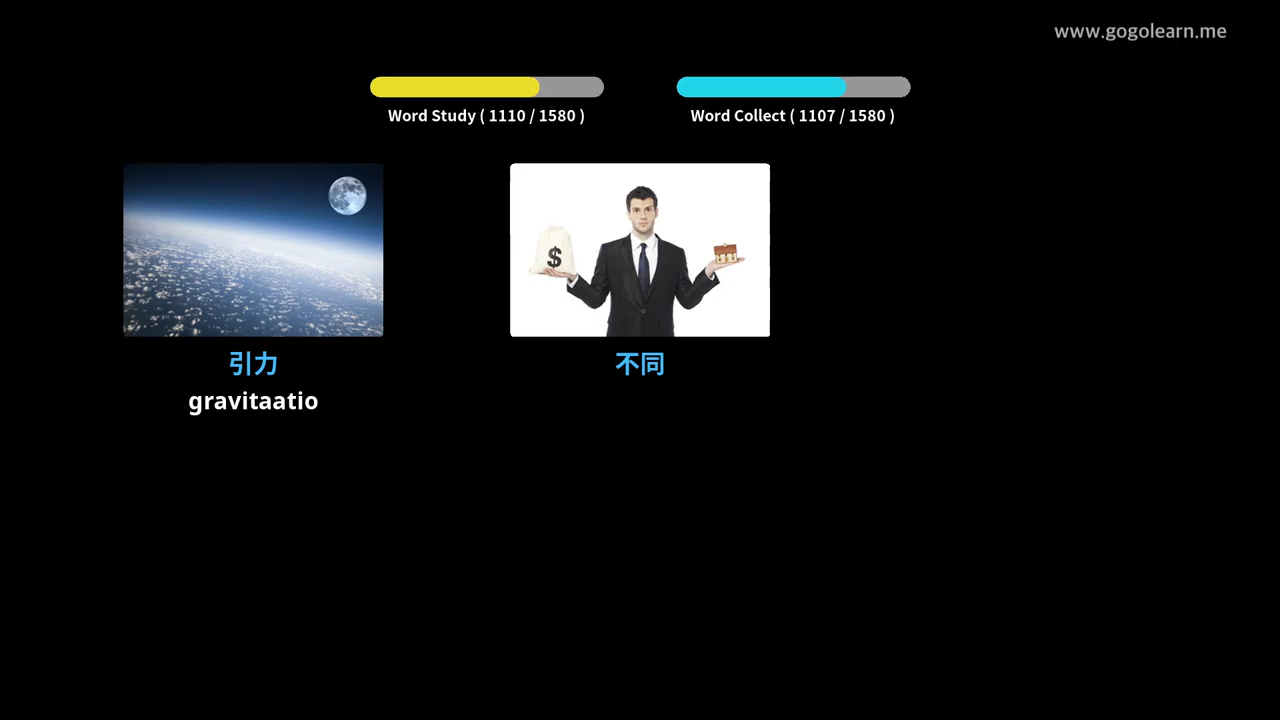 www.gogolearn.me
Word Study ( 1110 / 1580 )
Word Collect ( 1107 / 1580 )
$
引力
不同
gravitaatio